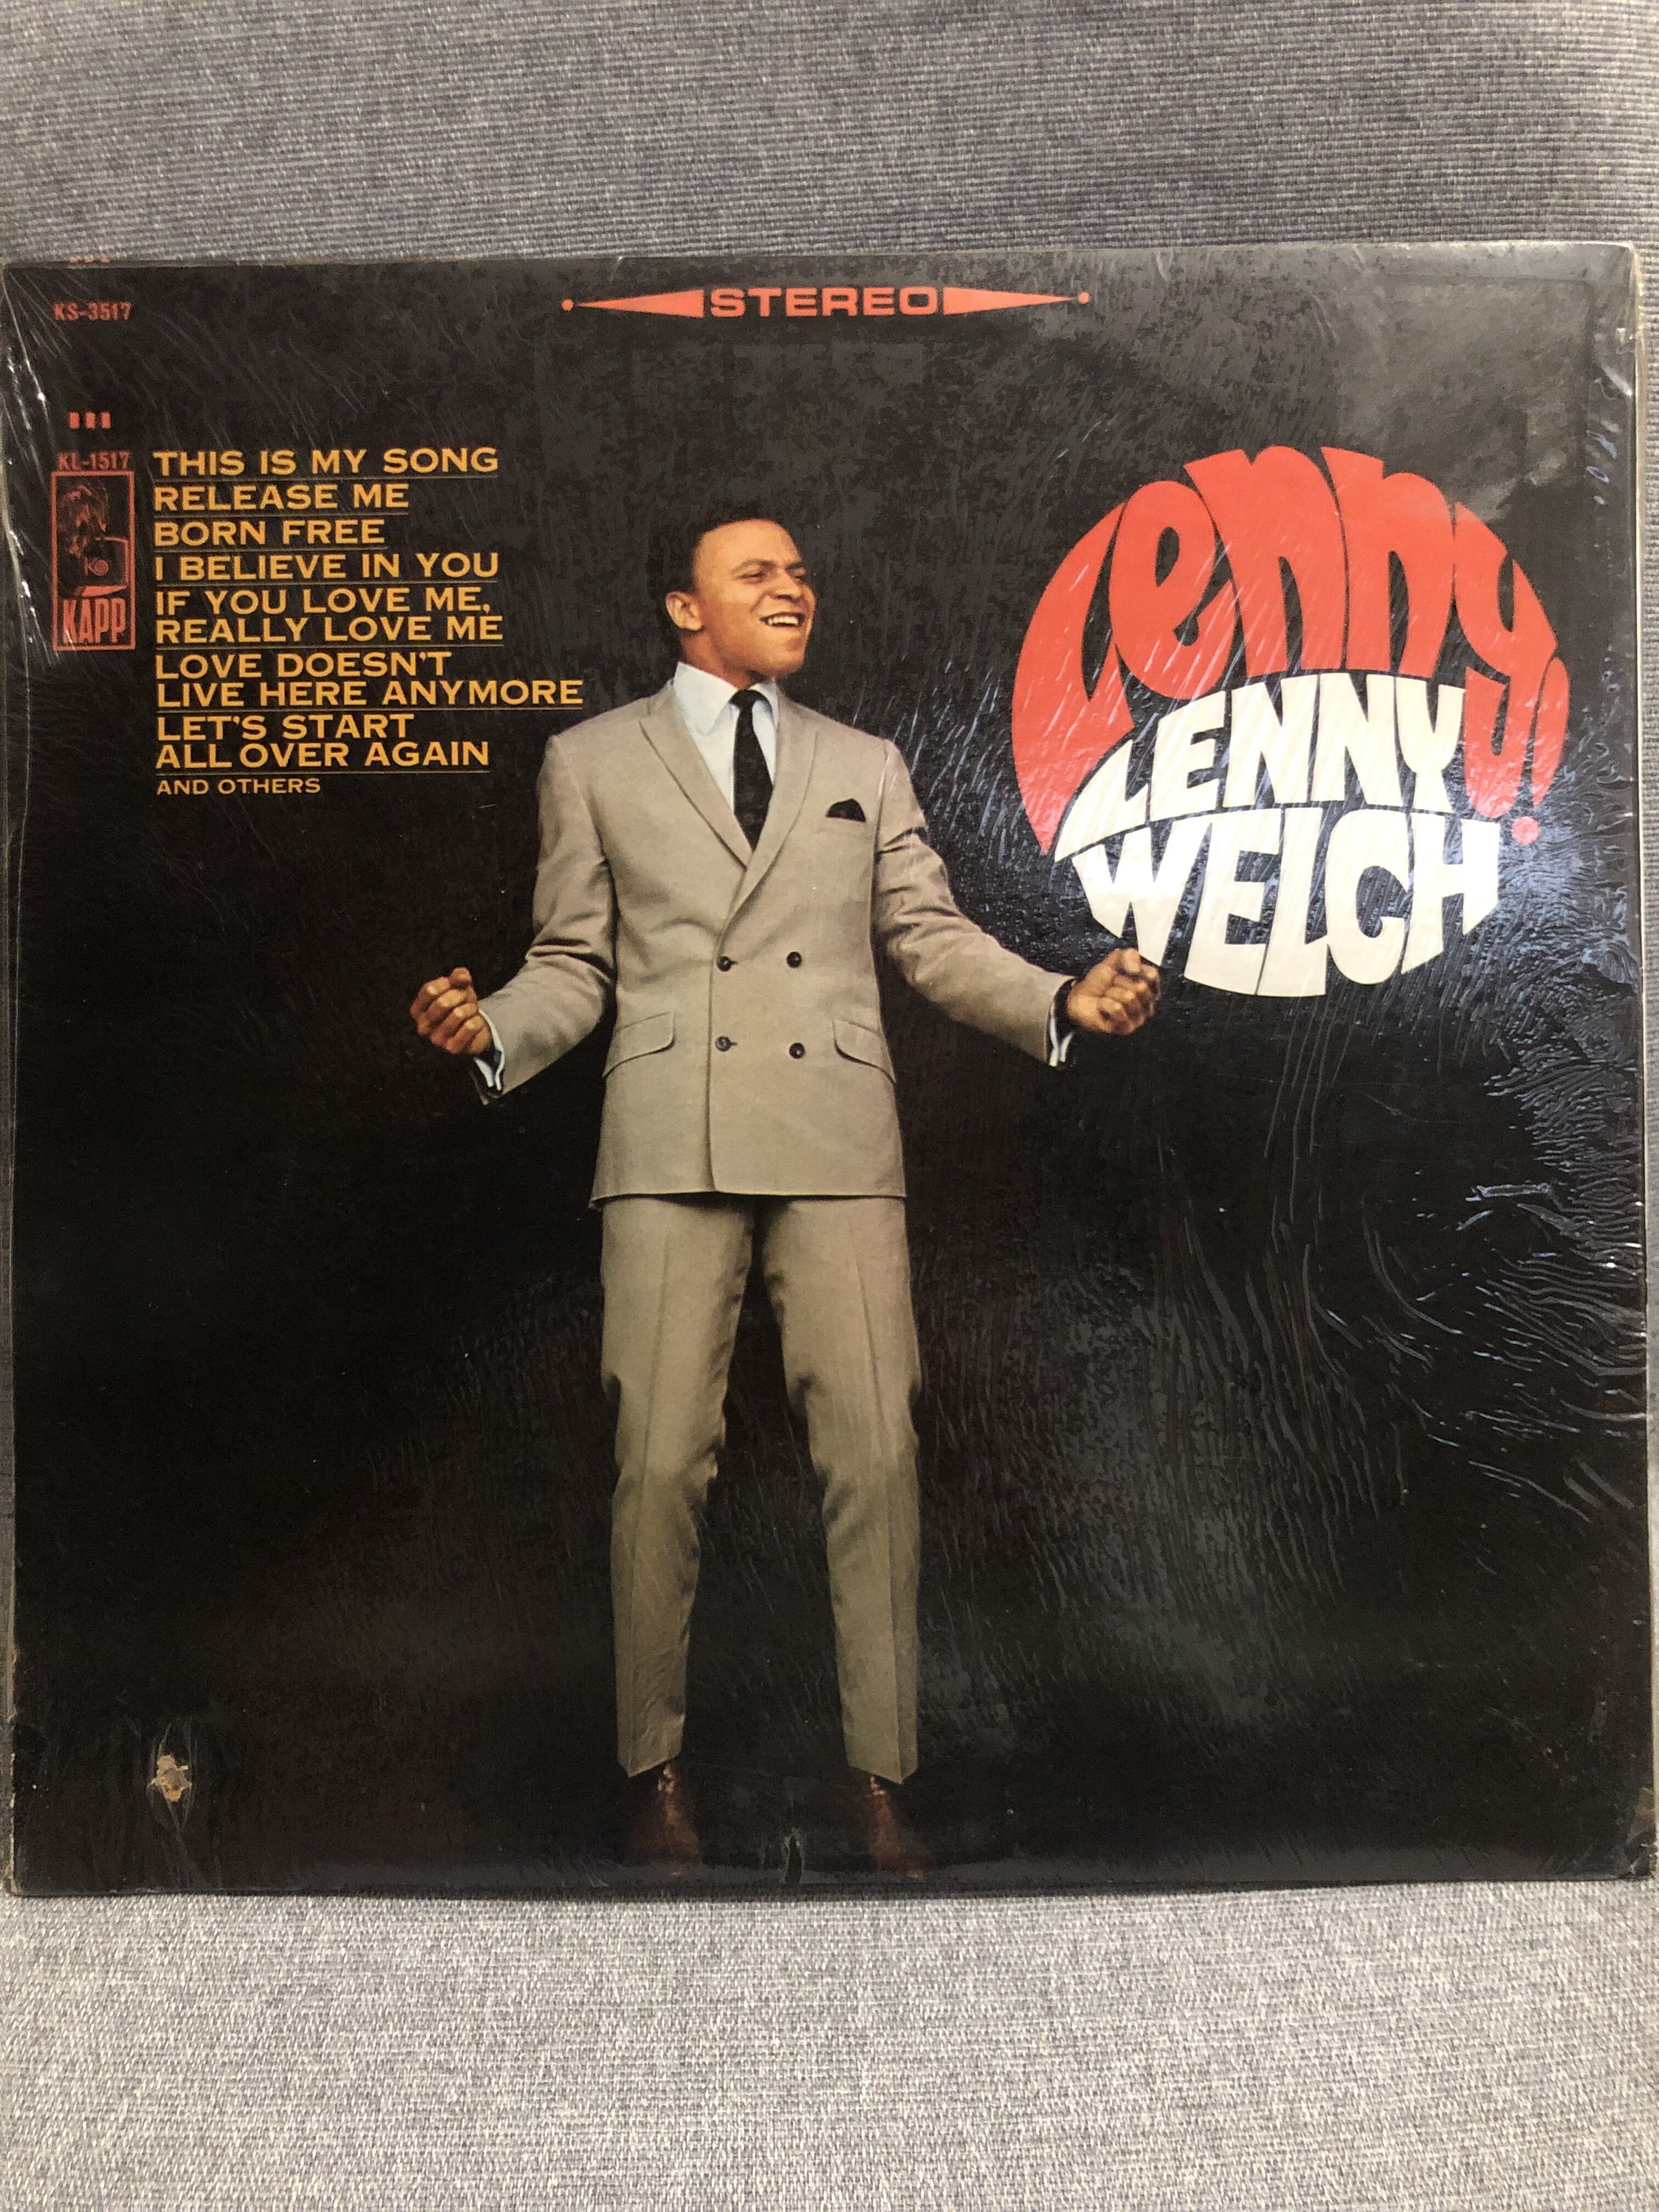 KS-3517
STEREO
KL-1517
KAPP
THIS IS MY SONG
RELEASE ME
BORN FREE
I BELIEVE IN YOU
IF YOU LOVE ME,
REALLY LOVE ME
LOVE DOESN'T
LIVE HERE ANYMORE
LET'S START
ALL OVER AGAIN
AND OTHERS
Lenny!
LENNY
WELCH